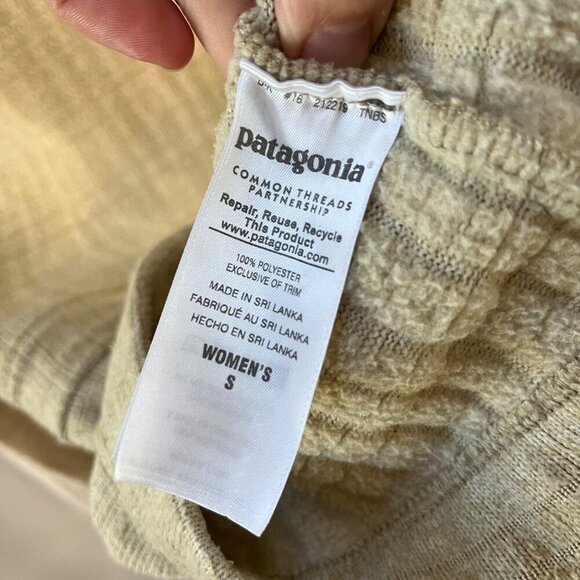 #16 212219 TNBS
patagonia®
COMMON THREADS
PARTNERSHIP
Repair, Reuse, Recycle
This Product
www.patagonia.com
100% POLYESTER
EXCLUSIVE OF TRIM
MADE IN SRI LANKA
FABRIQUÉ AU SRI LANKA
HECHO EN SRI LANKA
WOMEN'S
S